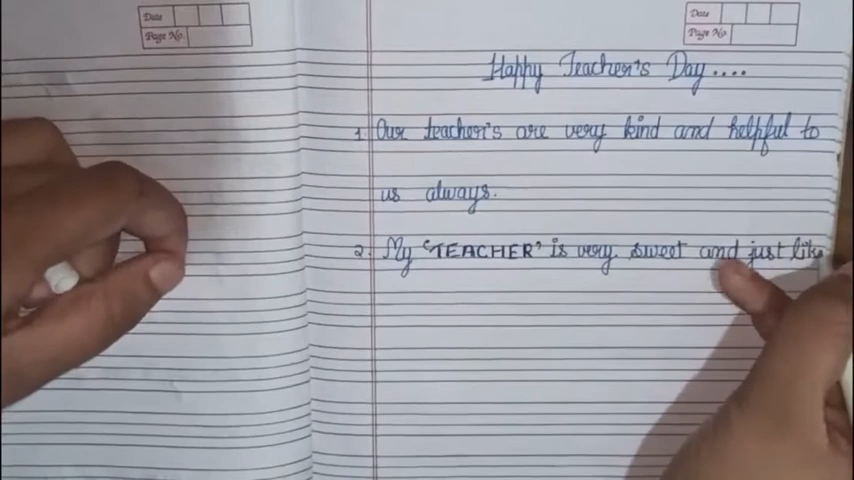 Date
Page No.
Date
Page No.
Happy Teacher's Day....
1. Our teacher's are very kind and helpful to
us always.
2. My 'TEACHER' is very sweet and just like